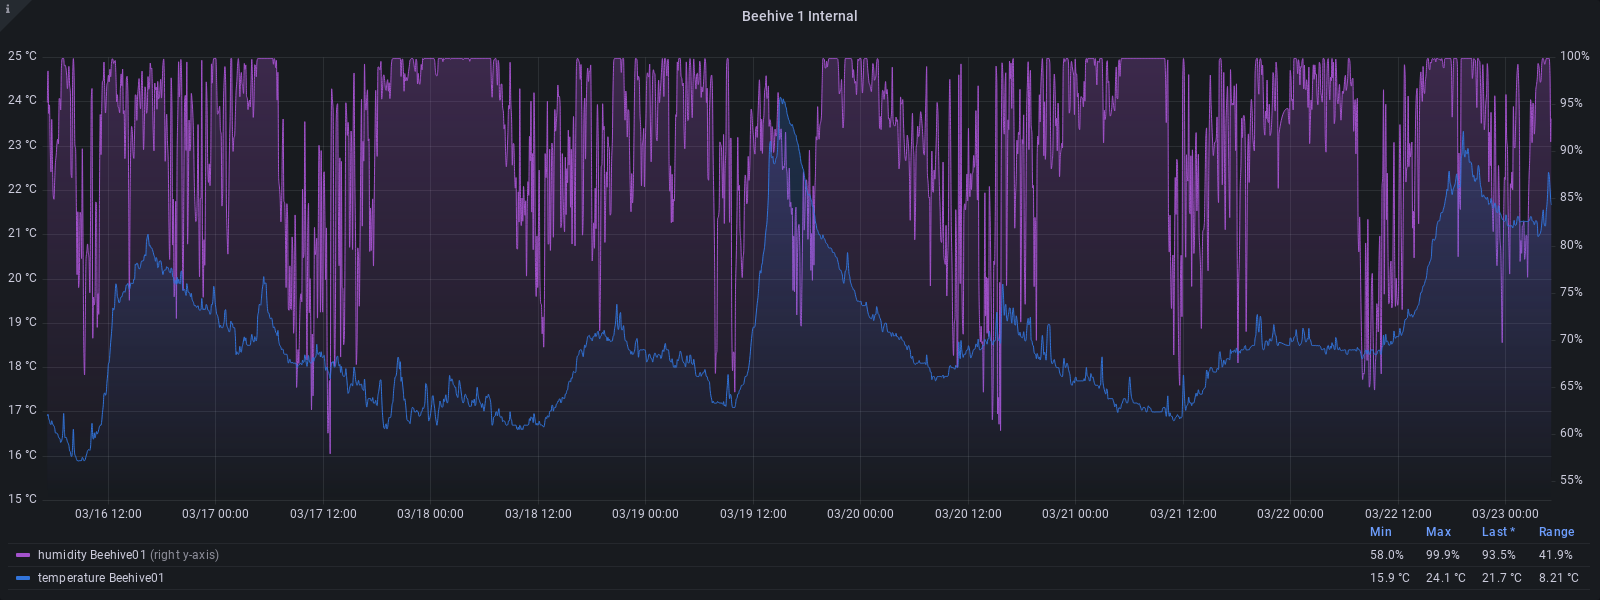 i
Beehive 1 Internal
25 °C
24 °C
23 °C
22 °C
21 °C
20 °C
19 °C
18 °C
17 °C
16 °C
15 °C
100%
95%
90%
85%
80%
75%
70%
65%
60%
55%
03/16 12:00 03/17 00:00 03/17 12:00 03/18 00:00 03/18 12:00 03/19 00:00 03/19 12:00 03/20 00:00 03/20 12:00 03/21 00:00 03/21 12:00 03/22 00:00 03/22 12:00 03/23 00:00
Min Max Last * Range
humidity Beehive01 (right y-axis) 58.0% 99.9% 93.5% 41.9%
temperature Beehive01 15.9 °C 24.1 °C 21.7 °C 8.21 °C